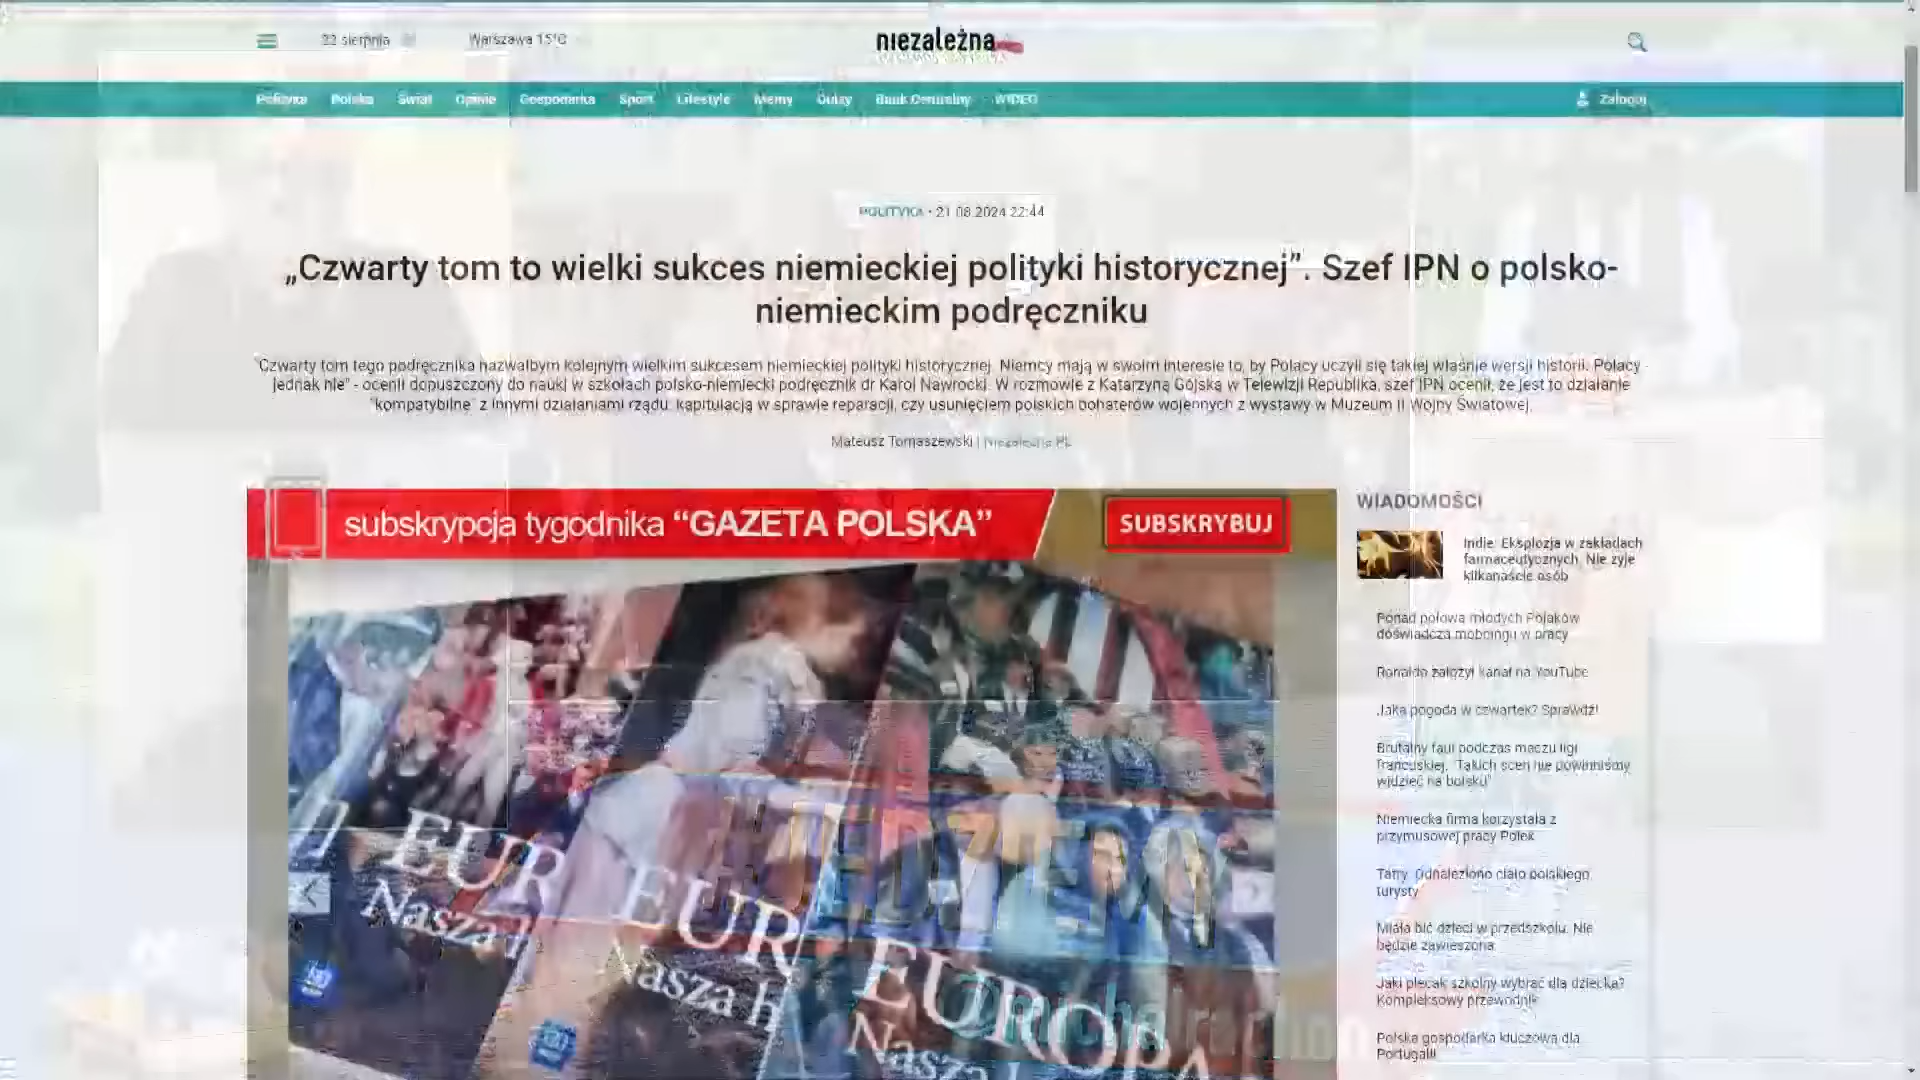 22 sierpnia
Warszawa 15°C
niezależna
Polityka Polska Świat Opinie Gospodarka Sport Lifestyle Memy Quizy Bank Centralny WIDEO
Zaloguj
POLITYKA • 21.08.2024 22:44
„Czwarty tom to wielki sukces niemieckiej polityki historycznej”. Szef IPN o polsko-
niemieckim podręczniku
"Czwarty tom tego podręcznika nazwałbym kolejnym wielkim sukcesem niemieckiej polityki historycznej. Niemcy mają w swoim interesie to, by Polacy uczyli się takiej właśnie wersji historii. Polacy
jednak nie" - ocenił dopuszczony do nauki w szkołach polsko-niemiecki podręcznik dr Karol Nawrocki. W rozmowie z Katarzyną Gójską w Telewizji Republika, szef IPN ocenił, że jest to działanie
"kompatybilne" z innymi działaniami rządu: kapitulacją w sprawie reparacji, czy usunięciem polskich bohaterów wojennych z wystawy w Muzeum II Wojny Światowej.
Mateusz Tomaszewski | Niezależna.PL
subskrypcja tygodnika “GAZETA POLSKA”
SUBSKRYBUJ
WIADOMOŚCI
Indie: Eksplozja w zakładach
farmaceutycznych. Nie żyje
kilkanaście osób
Ponad połowa młodych Polaków
doświadcza mobbingu w pracy
Ronaldo założył kanał na YouTube
Jaka pogoda w czwartek? Sprawdź!
Brutalny faul podczas meczu ligi
francuskiej. "Takich scen nie powinniśmy
widzieć na boisku"
Niemiecka firma korzystała z
przymusowej pracy Polek
Tatry. Odnaleziono ciało polskiego
turysty
Miała bić dzieci w przedszkolu. Nie
będzie zawieszona
Jaki plecak szkolny wybrać dla dziecka?
Kompleksowy przewodnik
Polska gospodarka kluczowa dla
Portugalii
EUR
Nasza
EUR
Nasza h
EUROPA
Nasza